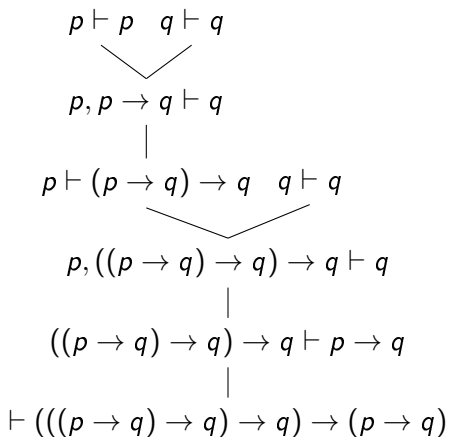 p ⊢ p q ⊢ q
p, p → q ⊢ q
p ⊢ (p → q) → q q ⊢ q
p, ((p → q) → q) → q ⊢ q
((p → q) → q) → q ⊢ p → q
⊢ (((p → q) → q) → q) → (p → q)